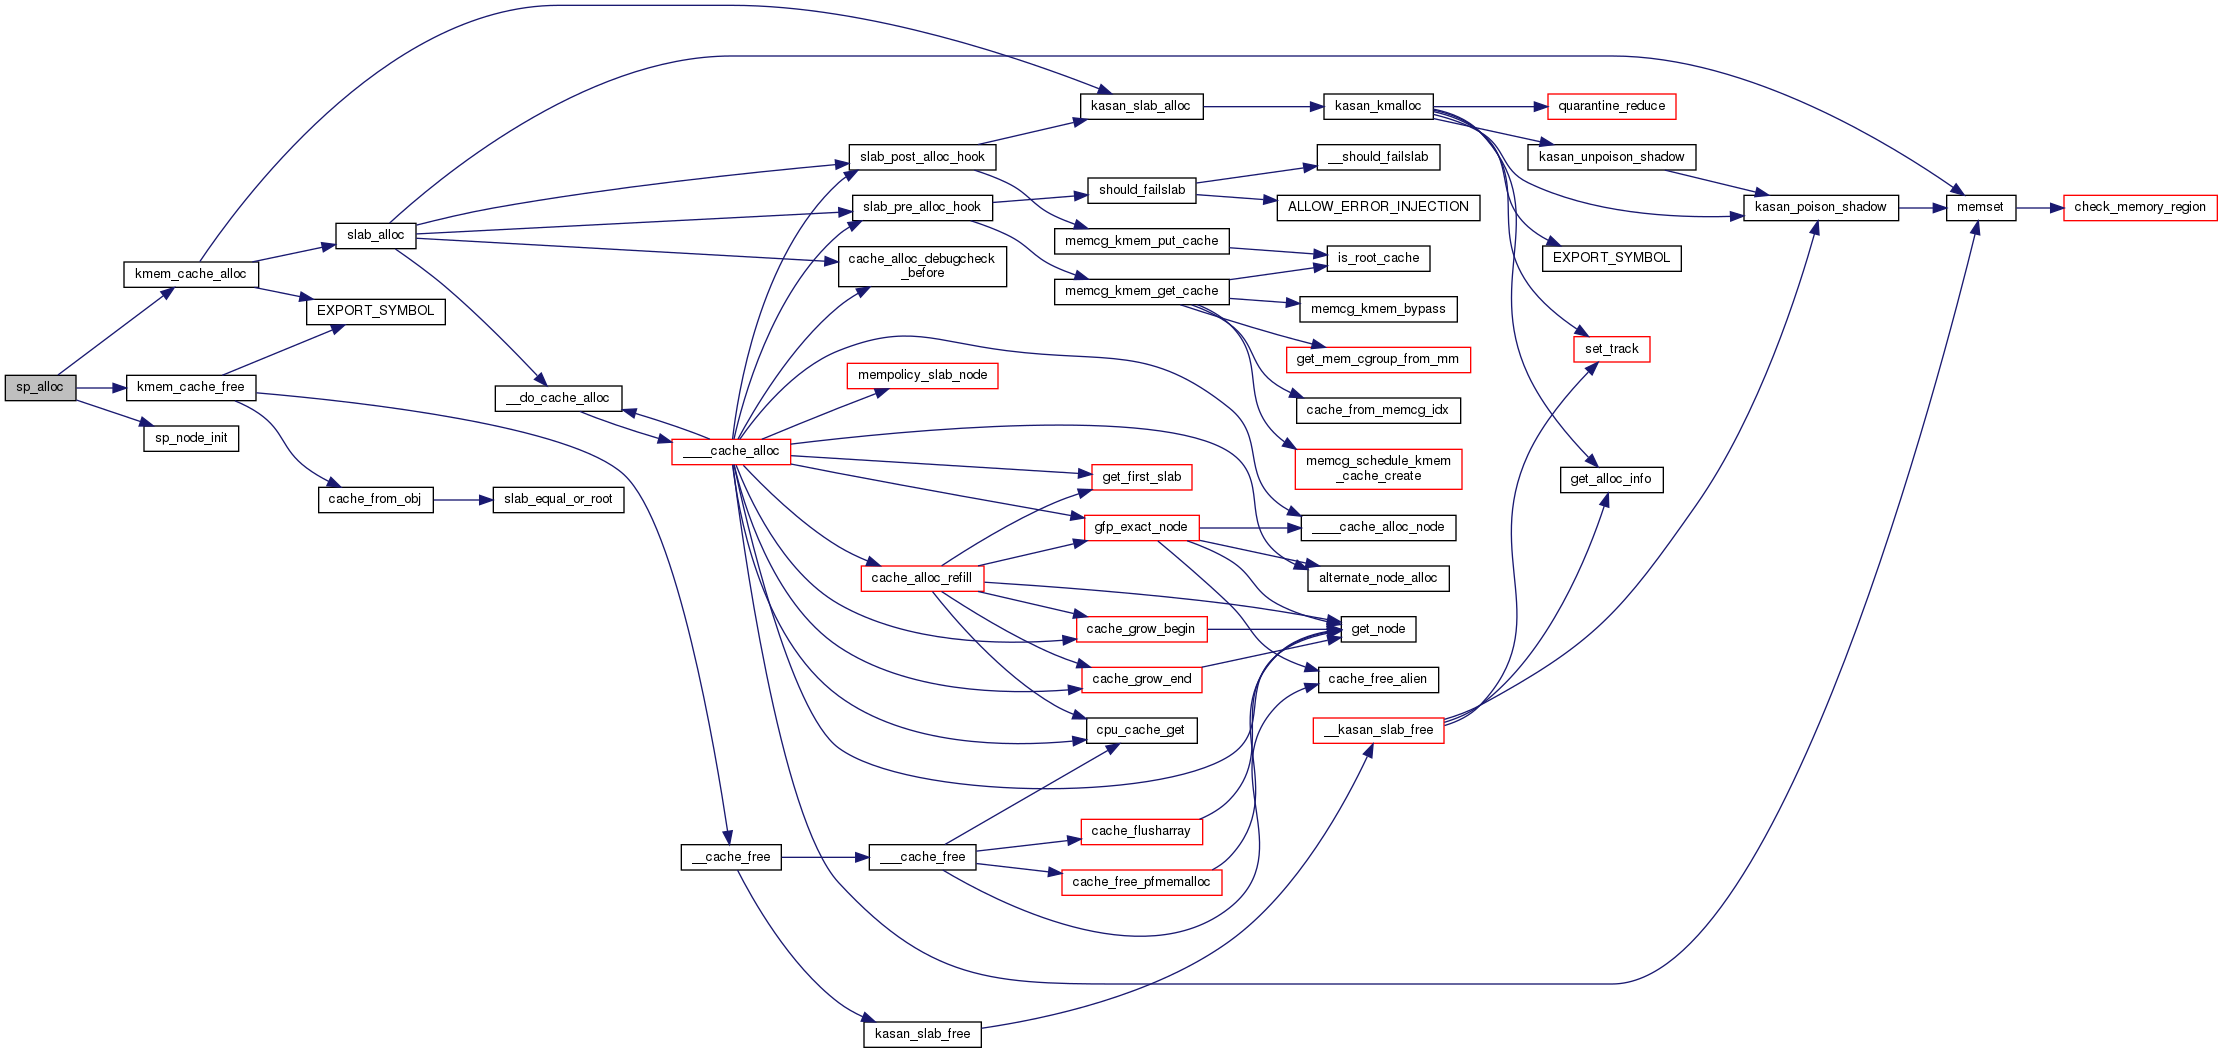 kasan_slab_alloc
kasan_kmalloc
quarantine_reduce
slab_post_alloc_hook
__should_failslab
kasan_unpoison_shadow
should_failslab
slab_pre_alloc_hook
ALLOW_ERROR_INJECTION
kasan_poison_shadow
memset
check_memory_region
slab_alloc
memcg_kmem_put_cache
cache_alloc_debugcheck
_before
is_root_cache
EXPORT_SYMBOL
kmem_cache_alloc
memcg_kmem_get_cache
EXPORT_SYMBOL
memcg_kmem_bypass
set_track
get_mem_cgroup_from_mm
mempolicy_slab_node
sp_alloc
kmem_cache_free
__do_cache_alloc
cache_from_memcg_idx
sp_node_init
____cache_alloc
memcg_schedule_kmem
_cache_create
get_first_slab
get_alloc_info
cache_from_obj
slab_equal_or_root
gfp_exact_node
____cache_alloc_node
cache_alloc_refill
alternate_node_alloc
cache_grow_begin
get_node
cache_grow_end
cache_free_alien
cpu_cache_get
__kasan_slab_free
cache_flusharray
__cache_free
___cache_free
cache_free_pfmemalloc
kasan_slab_free